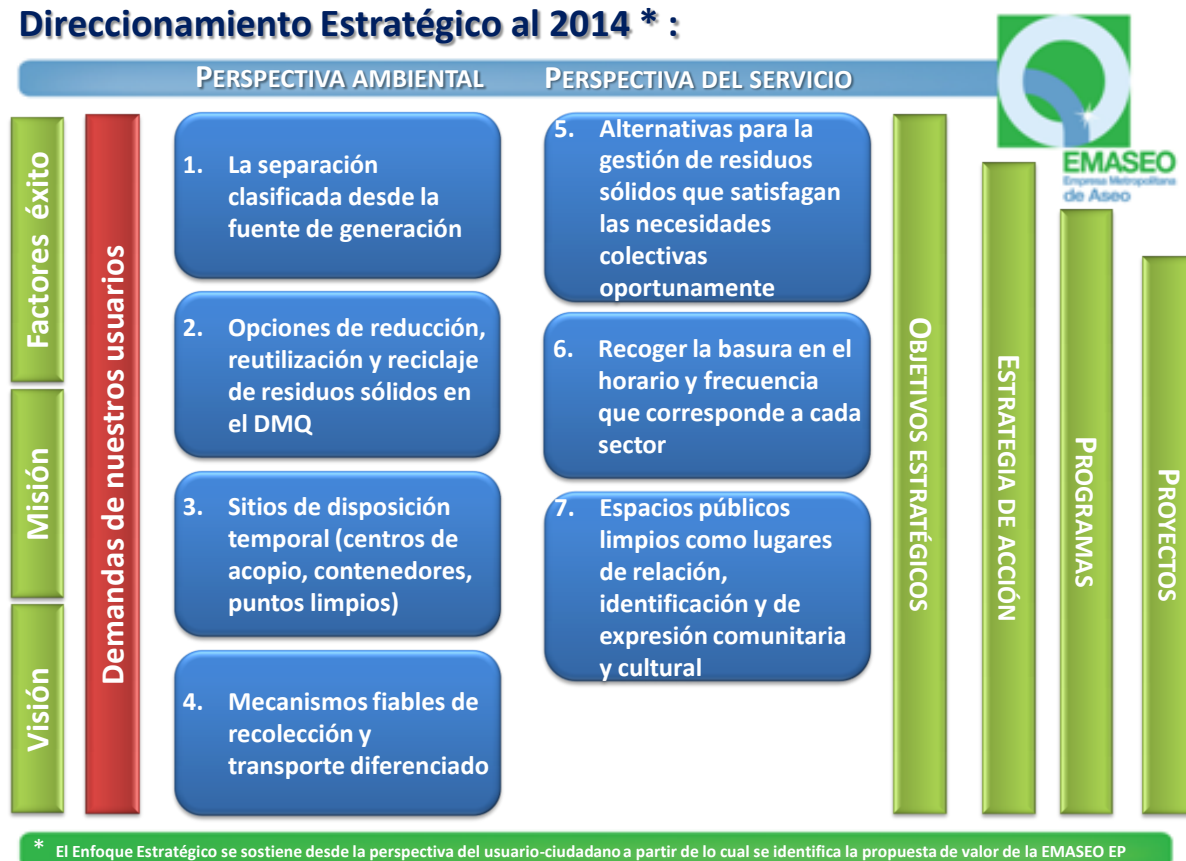 Direccionamiento Estratégico al 2014 * :
PERSPECTIVA AMBIENTAL
PERSPECTIVA DEL SERVICIO
EMASEO
Empresa Metropolitana
de Aseo
Factores éxito
Misión
Visión
Demandas de nuestros usuarios
1. La separación
clasificada desde la
fuente de generación
2. Opciones de reducción,
reutilización y reciclaje
de residuos sólidos en
el DMQ
3. Sitios de disposición
temporal (centros de
acopio, contenedores,
puntos limpios)
4. Mecanismos fiables de
recolección y
transporte diferenciado
5. Alternativas para la
gestión de residuos
sólidos que satisfagan
las necesidades
colectivas
oportunamente
6. Recoger la basura en el
horario y frecuencia
que corresponde a cada
sector
7. Espacios públicos
limpios como lugares
de relación,
identificación y de
expresión comunitaria
y cultural
OBJETIVOS ESTRATÉGICOS
ESTRATEGIA DE ACCIÓN
PROGRAMAS
PROYECTOS
* El Enfoque Estratégico se sostiene desde la perspectiva del usuario-ciudadano a partir de lo cual se identifica la propuesta de valor de la EMASEO EP